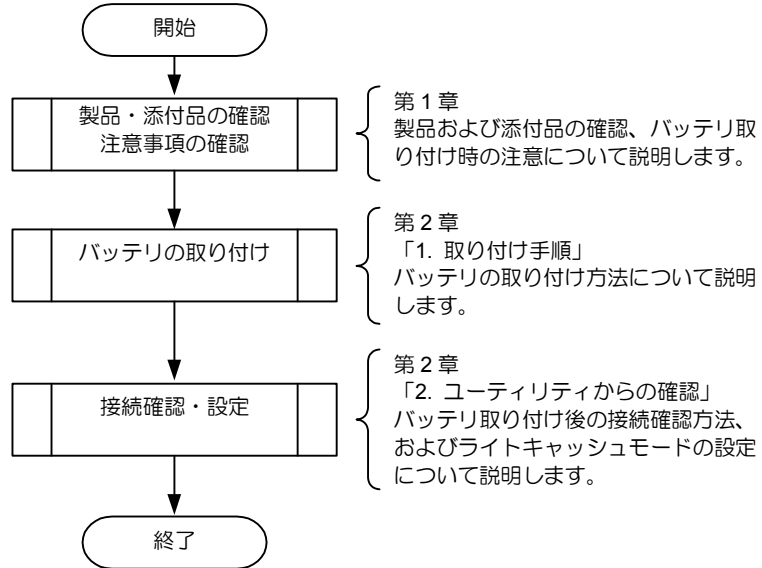 開始
製品・添付品の確認
注意事項の確認
第 1 章
製品および添付品の確認、バッテリ取
り付け時の注意について説明します。
バッテリの取り付け
第 2 章
「1. 取り付け手順」
バッテリの取り付け方法について説明
します。
接続確認・設定
第 2 章
「2. ユーティリティからの確認」
バッテリ取り付け後の接続確認方法、
およびライトキャッシュモードの設定
について説明します。
終了